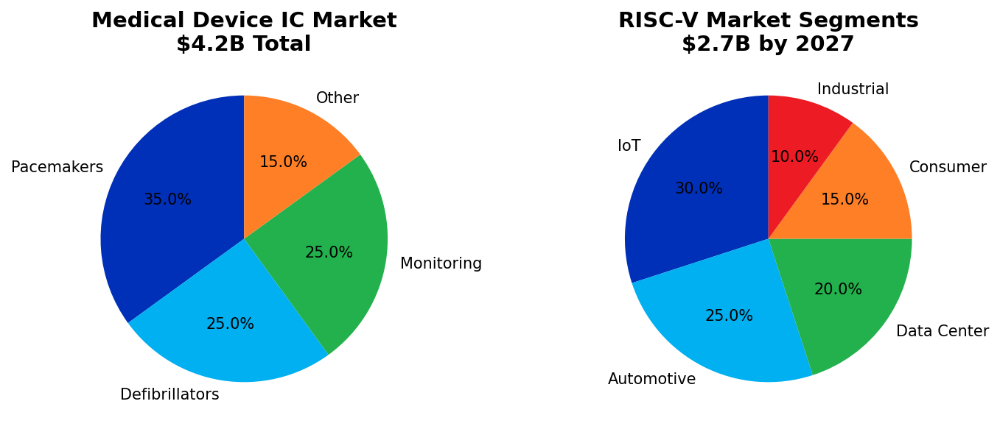 Medical Device IC Market
$4.2B Total
Other
15.0%
Pacemakers
35.0%
25.0%
Monitoring
25.0%
Defibrillators
RISC-V Market Segments
$2.7B by 2027
Industrial
10.0%
IoT
30.0%
Consumer
15.0%
20.0%
Data Center
25.0%
Automotive